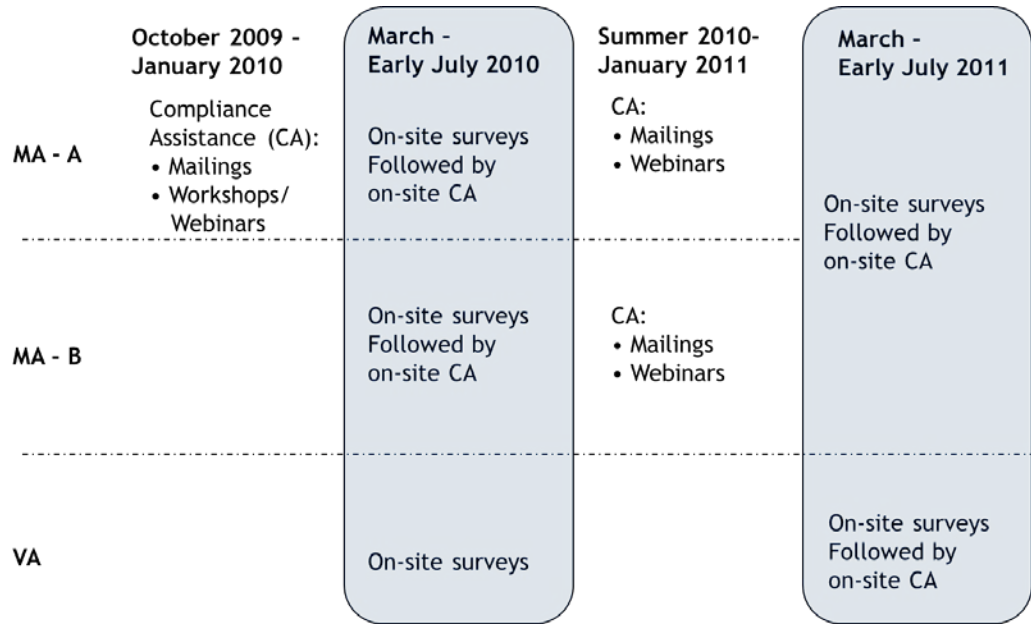 October 2009 –
January 2010
March –
Early July 2010
Summer 2010-
January 2011
March –
Early July 2011
MA - A
Compliance
Assistance (CA):
• Mailings
• Workshops/
Webinars
On-site surveys
Followed by
on-site CA
CA:
• Mailings
• Webinars
On-site surveys
Followed by
on-site CA
MA - B
On-site surveys
Followed by
on-site CA
CA:
• Mailings
• Webinars
VA
On-site surveys
On-site surveys
Followed by
on-site CA